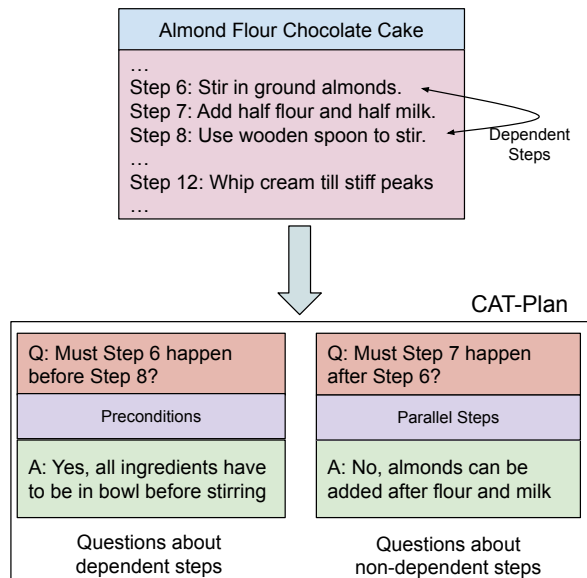 Almond Flour Chocolate Cake
...
Step 6: Stir in ground almonds.
Step 7: Add half flour and half milk.
Step 8: Use wooden spoon to stir.
...
Step 12: Whip cream till stiff peaks
...
Dependent
Steps
CAT-Plan
Q: Must Step 6 happen
before Step 8?
Preconditions
A: Yes, all ingredients have
to be in bowl before stirring
Questions about
dependent steps
Q: Must Step 7 happen
after Step 6?
Parallel Steps
A: No, almonds can be
added after flour and milk
Questions about
non-dependent steps